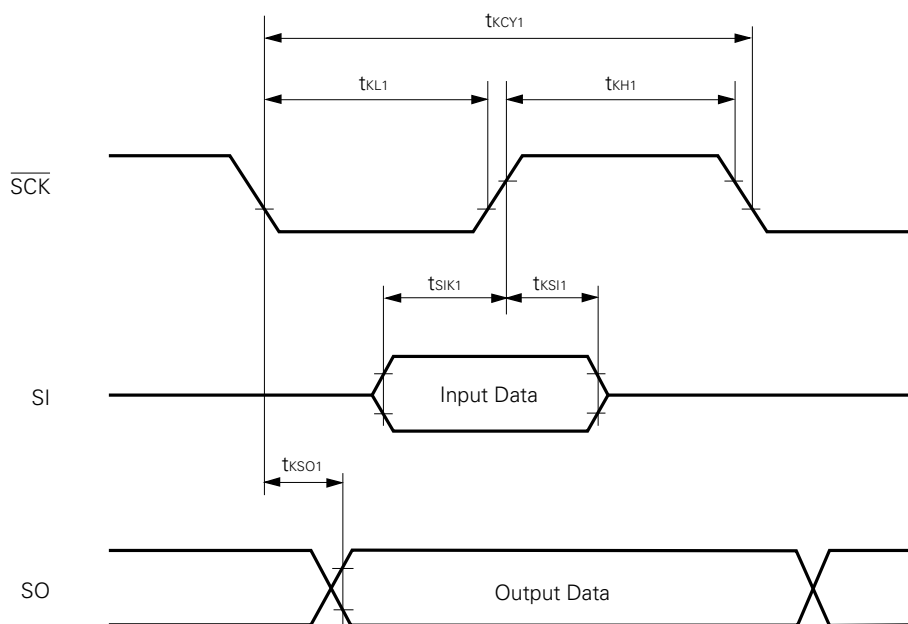 tKCY1
tKL1
tKH1
SCK
tSIK1
tKSI1
SI
Input Data
tKSO1
SO
Output Data